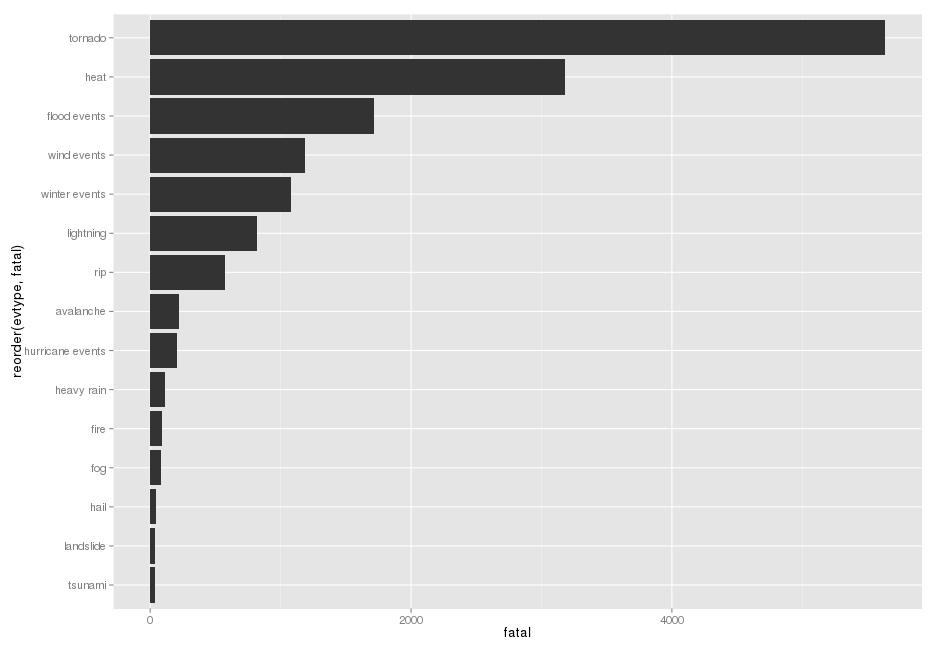 tornado
heat
flood events
wind events
winter events
lightning
rip
avalanche
hurricane events
heavy rain
fire
fog
hail
landslide
tsunami
reorder(evtype, fatal)
0 2000 4000
fatal